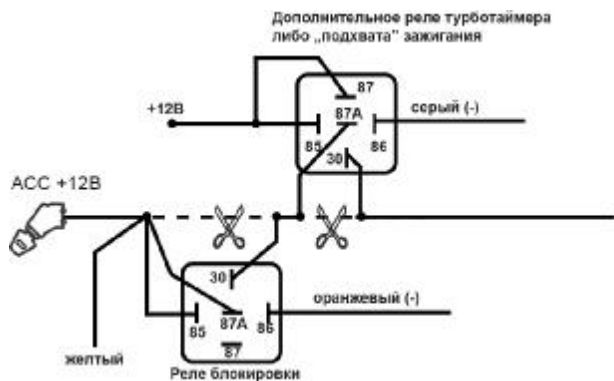 Дополнительное реле турботаймера
либо „подхвата" зажигания
87
+12В
87А
серый (-)
85
86
30
АСС +12В
30
оранжевый (-)
85
87А
86
87
желтый
Реле блокировки